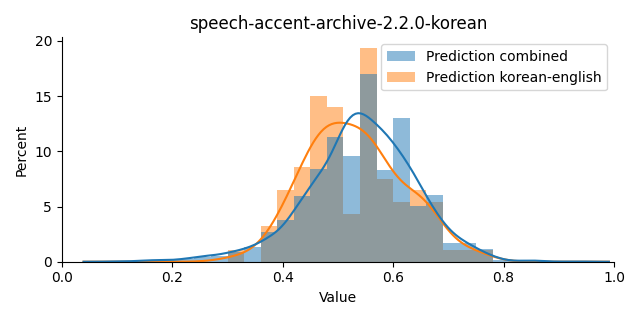 speech-accent-archive-2.2.0-korean
Prediction combined
Prediction korean-english
Percent
20
15
10
5
0
0.0 0.2 0.4 0.6 0.8 1.0
Value